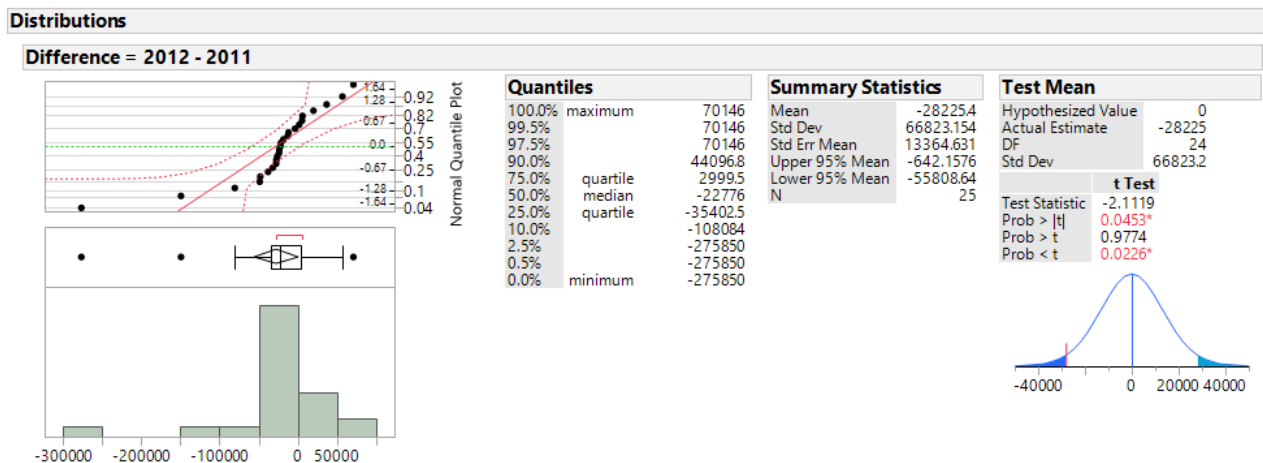 Distributions
Difference = 2012 - 2011
1.64
1.28
0.67
0.0
-0.67
-1.28
-1.64
0.92
0.82
0.7
0.55
0.4
0.25
0.1
0.04
Normal Quantile Plot
-300000 -200000 -100000 0 50000
Quantiles
100.0% maximum 70146
99.5% 70146
97.5% 70146
90.0% 44096.8
75.0% quartile 2999.5
50.0% median -22776
25.0% quartile -35402.5
10.0% -108084
2.5% -275850
0.5% -275850
0.0% minimum -275850
Summary Statistics
Mean -28225.4
Std Dev 66823.154
Std Err Mean 13364.631
Upper 95% Mean -642.1576
Lower 95% Mean -55808.64
N 25
Test Mean
Hypothesized Value 0
Actual Estimate -28225
DF 24
Std Dev 66823.2
t Test
Test Statistic -2.1119
Prob > |t| 0.0453*
Prob > t 0.9774
Prob < t 0.0226*
-40000 0 20000 40000